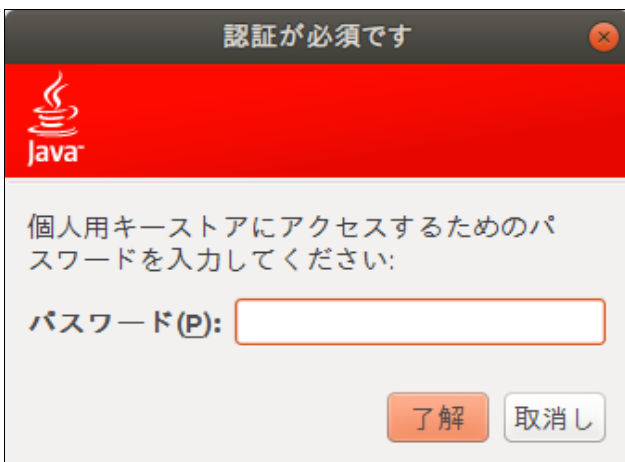 認証が必須です
Java™
個人用キーストアにアクセスするためのパ
スワードを入力してください:
パスワード(P):
了解 取消し